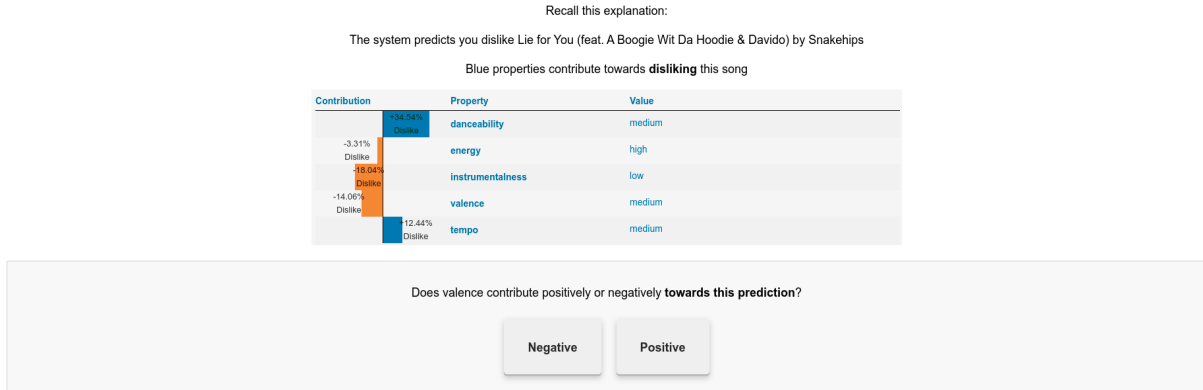 Recall this explanation:
The system predicts you dislike Lie for You (feat. A Boogie Wit Da Hoodie & Davido) by Snakehips
Blue properties contribute towards disliking this song
Contribution Property Value
+34.54% Dislike danceability medium
-3.31% Dislike energy high
-18.04% Dislike instrumentalness low
-14.06% Dislike valence medium
+12.44% Dislike tempo medium
Does valence contribute positively or negatively towards this prediction?
Negative Positive